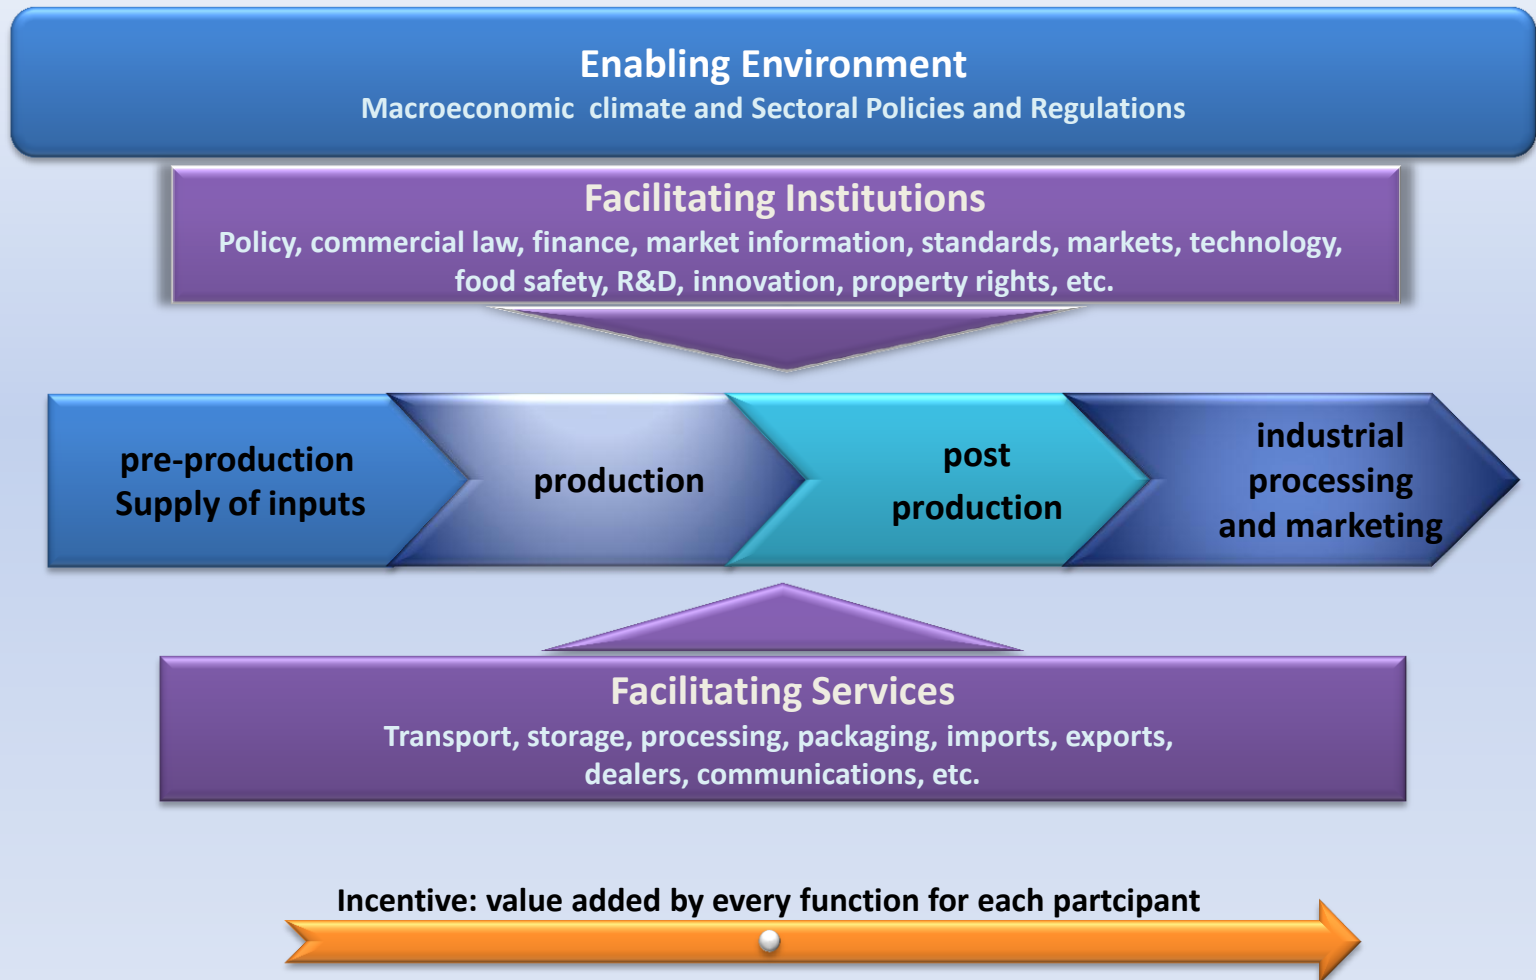 Enabling Environment
Macroeconomic climate and Sectoral Policies and Regulations
Facilitating Institutions
Policy, commercial law, finance, market information, standards, markets, technology,
food safety, R&D, innovation, property rights, etc.
pre-production
Supply of inputs
production
post
production
industrial
processing
and marketing
Facilitating Services
Transport, storage, processing, packaging, imports, exports,
dealers, communications, etc.
Incentive: value added by every function for each partcipant